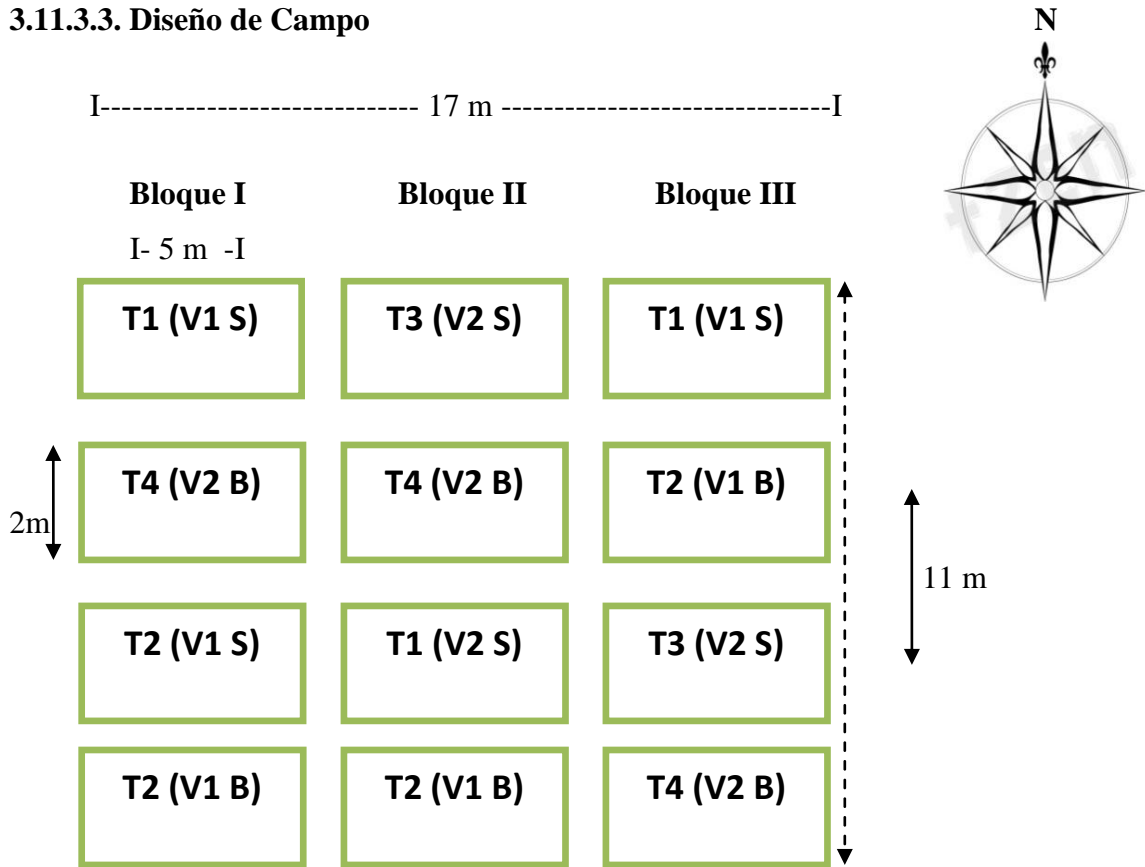 3.11.3.3. Diseño de Campo
N
I------------------------------ 17 m -------------------------------I
Bloque I Bloque II Bloque III
I- 5 m -I
T1 (V1 S) T3 (V2 S) T1 (V1 S)
T4 (V2 B) T4 (V2 B) T2 (V1 B)
2m
11 m
T2 (V1 S) T1 (V2 S) T3 (V2 S)
T2 (V1 B) T2 (V1 B) T4 (V2 B)